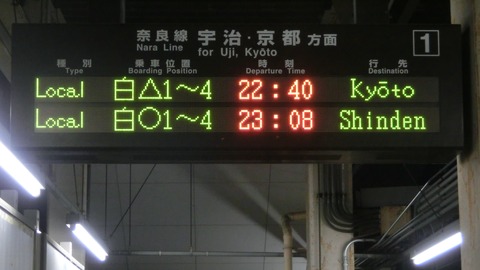 奈良線 宇治・京都 方面 1
Nara Line for Uji, Kyōto
種別 乗車位置 時刻 行先
Type Boarding Position Departure Time Destination
Local 白△1〜4 22:40 Kyōto
Local 白○1〜4 23:08 Shinden